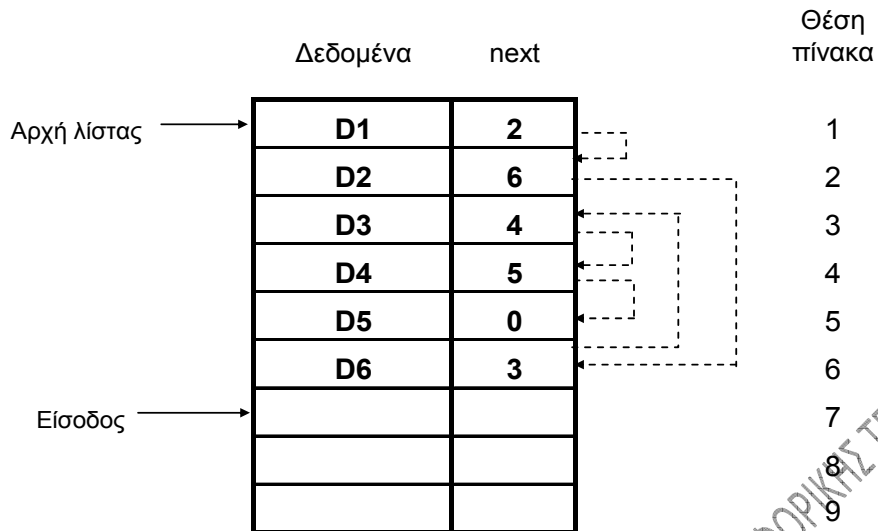 Θέση
πίνακα
Δεδομένα next
Αρχή λίστας D1 2 1
D2 6 2
D3 4 3
D4 5 4
D5 0 5
D6 3 6
Είσοδος 7
8
9